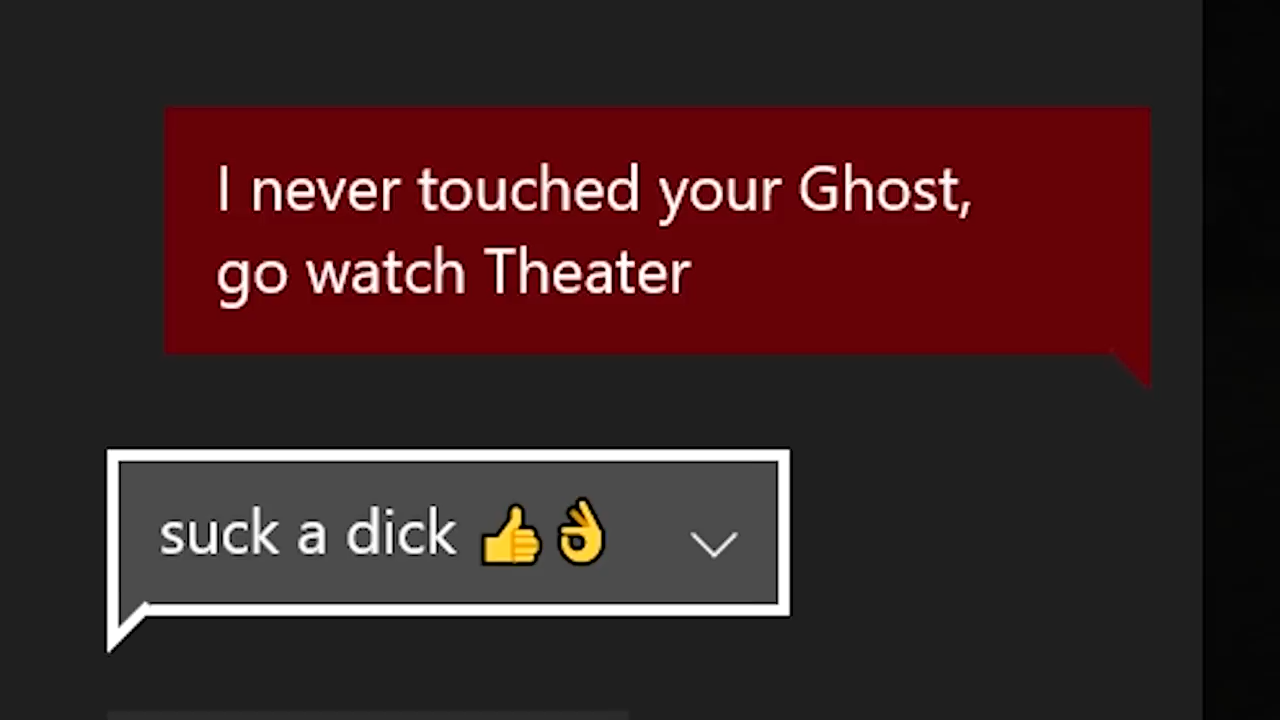 I never touched your Ghost,
go watch Theater
suck a dick 👍👌